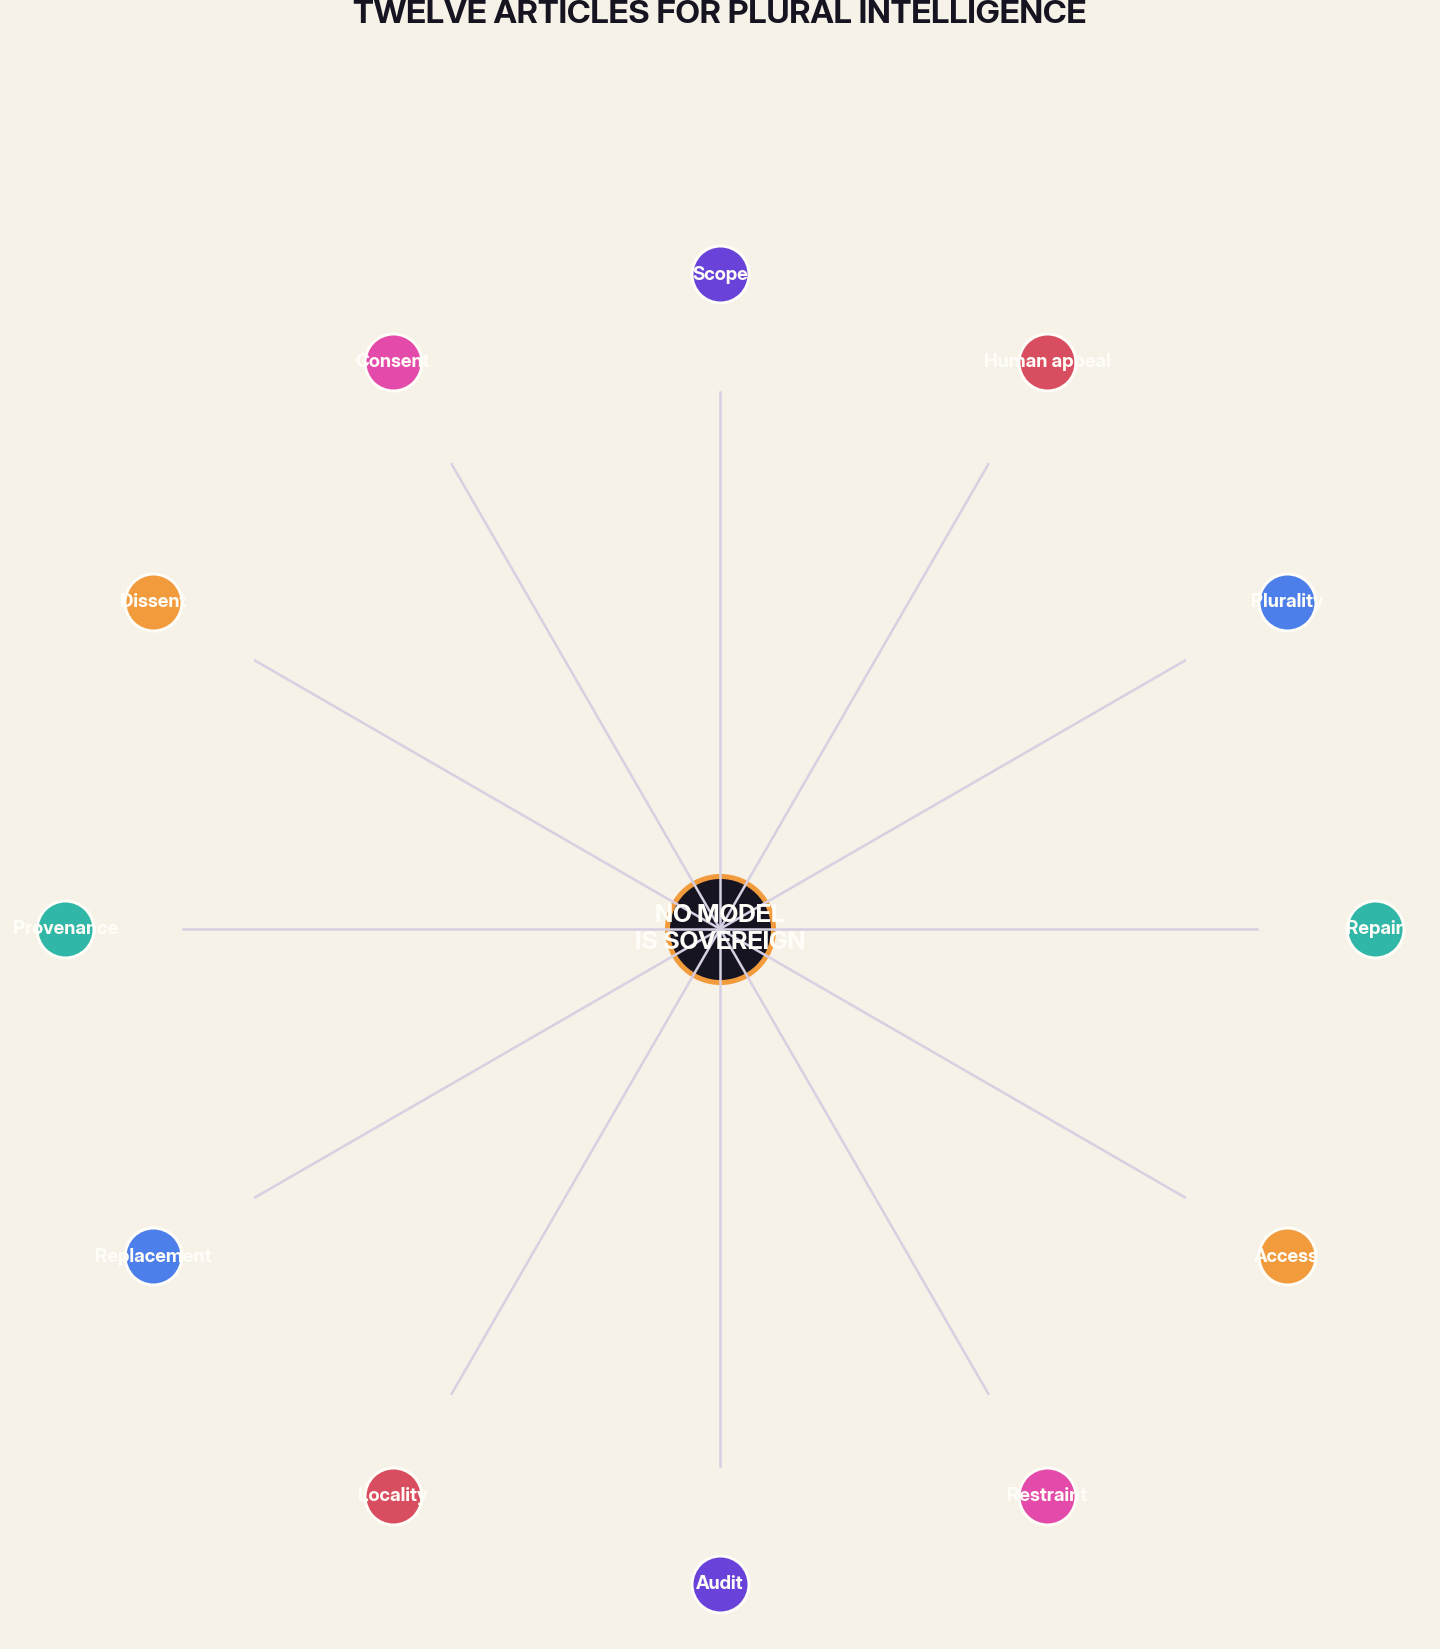 TWELVE ARTICLES FOR PLURAL INTELLIGENCE
Scope
Consent
Human appeal
Dissent
Plurality
NO MODEL
IS SOVEREIGN
Provenance
Repair
Replacement
Access
Locality
Restraint
Audit